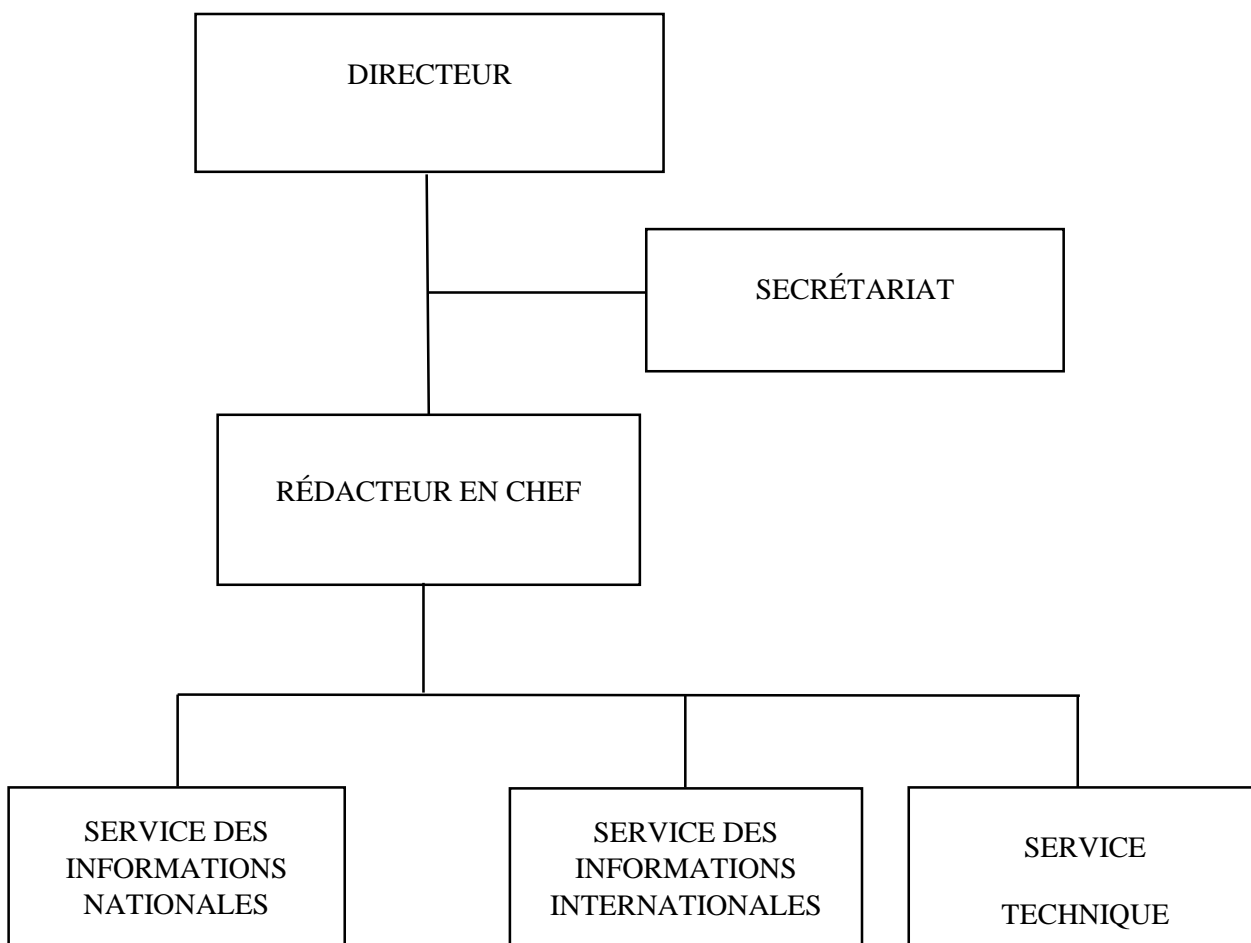 DIRECTEUR
SECRÉTARIAT
RÉDACTEUR EN CHEF
SERVICE DES
INFORMATIONS
NATIONALES
SERVICE DES
INFORMATIONS
INTERNATIONALES
SERVICE
TECHNIQUE